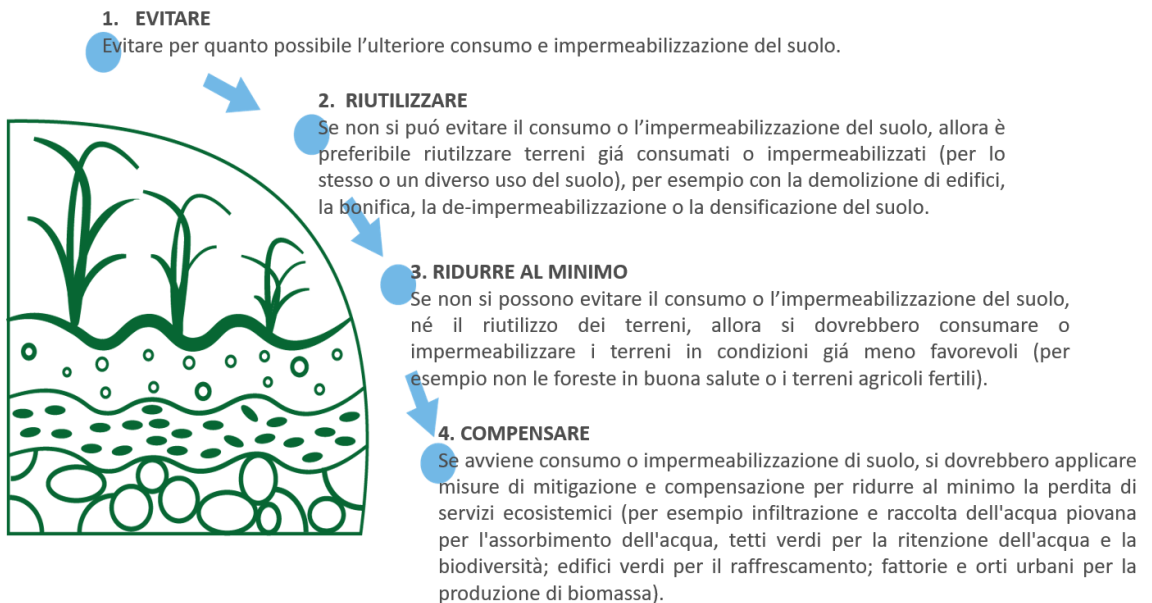 1. EVITARE
Evitare per quanto possibile l’ulteriore consumo e impermeabilizzazione del suolo.
2. RIUTILIZZARE
Se non si puó evitare il consumo o l’impermeabilizzazione del suolo, allora è
preferibile riutilzzare terreni giá consumati o impermeabilizzati (per lo
stesso o un diverso uso del suolo), per esempio con la demolizione di edifici,
la bonifica, la de-impermeabilizzazione o la densificazione del suolo.
3. RIDURRE AL MINIMO
Se non si possono evitare il consumo o l’impermeabilizzazione del suolo,
né il riutilizzo dei terreni, allora si dovrebbero consumare o
impermeabilizzare i terreni in condizioni giá meno favorevoli (per
esempio non le foreste in buona salute o i terreni agricoli fertili).
4. COMPENSARE
Se avviene consumo o impermeabilizzazione di suolo, si dovrebbero applicare
misure di mitigazione e compensazione per ridurre al minimo la perdita di
servizi ecosistemici (per esempio infiltrazione e raccolta dell'acqua piovana
per l'assorbimento dell'acqua, tetti verdi per la ritenzione dell'acqua e la
biodiversità; edifici verdi per il raffrescamento; fattorie e orti urbani per la
produzione di biomassa).